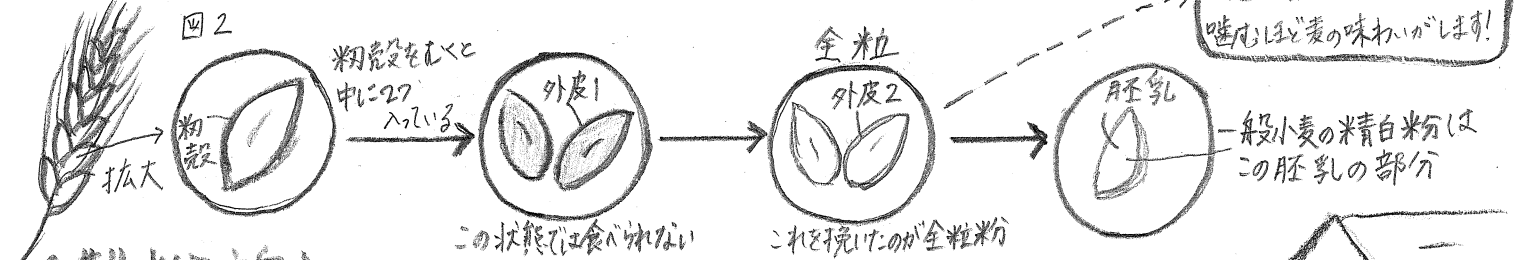 図2
籾殻
拡大
籾殻をむくと
中に2つ
入っている
外皮1
この状態では食べられない
全粒
外皮2
これを挽いたのが全粒粉
噛むほど麦の味わいがします!
胚乳
一般小麦の精白粉は
この胚乳の部分